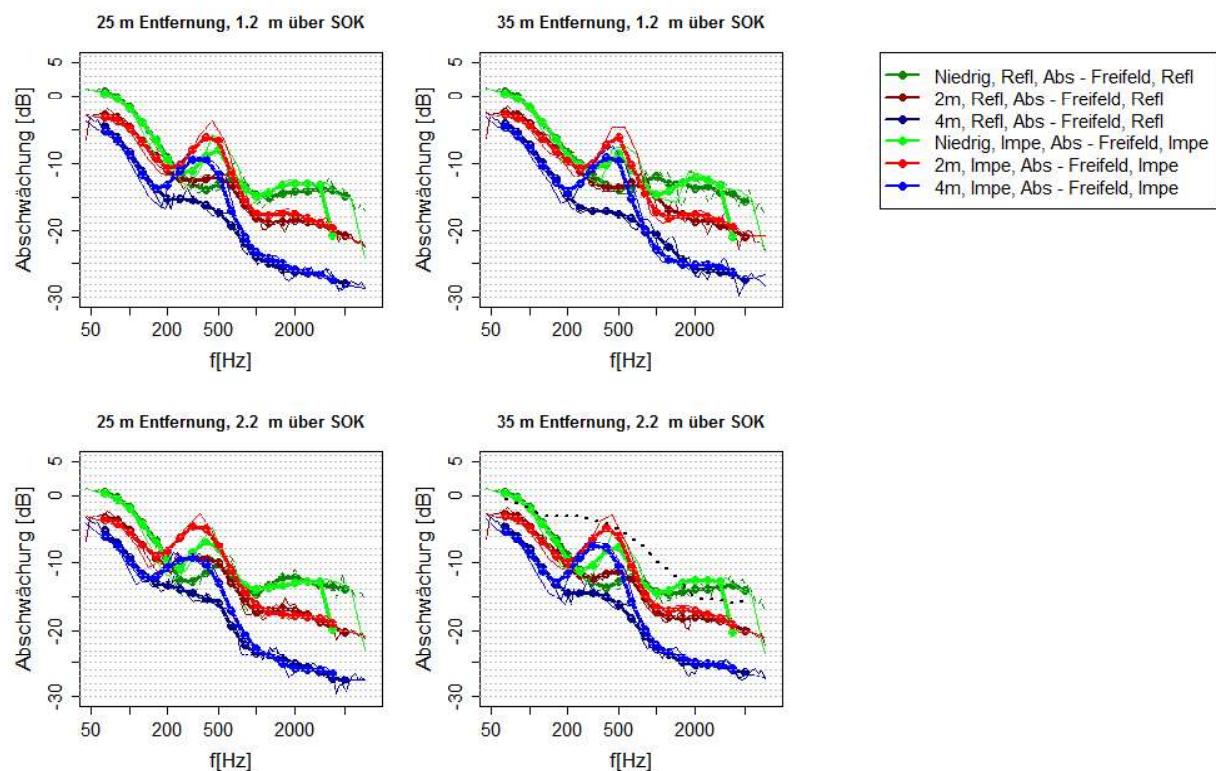 25 m Entfernung, 1.2 m über SOK
Abschwächung [dB]
5
0
-10
-20
-30
50
200
500
2000
f[Hz]
35 m Entfernung, 1.2 m über SOK
Abschwächung [dB]
5
0
-10
-20
-30
50
200
500
2000
f[Hz]
Niedrig, Refl, Abs - Freifeld, Refl
2m, Refl, Abs - Freifeld, Refl
4m, Refl, Abs - Freifeld, Refl
Niedrig, Impe, Abs - Freifeld, Impe
2m, Impe, Abs - Freifeld, Impe
4m, Impe, Abs - Freifeld, Impe
25 m Entfernung, 2.2 m über SOK
Abschwächung [dB]
5
0
-10
-20
-30
50
200
500
2000
f[Hz]
35 m Entfernung, 2.2 m über SOK
Abschwächung [dB]
5
0
-10
-20
-30
50
200
500
2000
f[Hz]